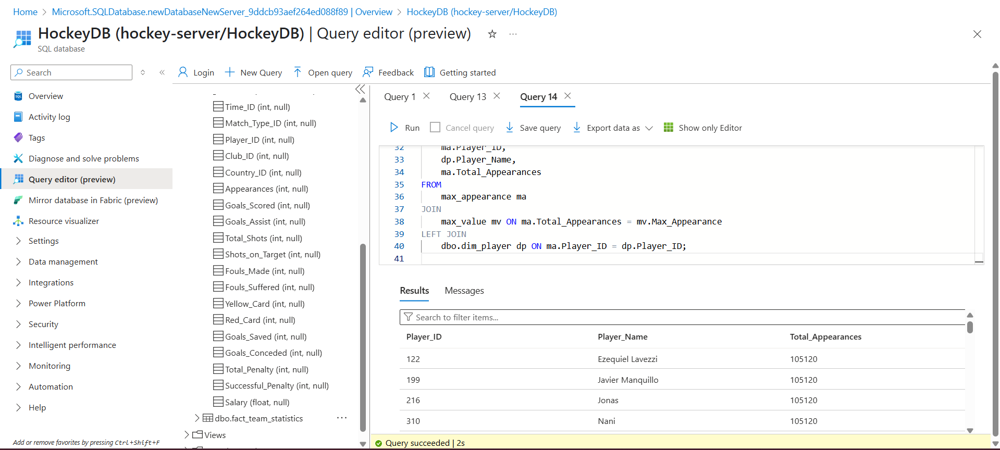 Home > Microsoft.SQLDatabase.newDatabaseNewServer_9ddcb93aef264ed088f89 | Overview > HockeyDB (hockey-server/HockeyDB)
HockeyDB (hockey-server/HockeyDB) | Query editor (preview)
SQL database
Search
Overview
Activity log
Tags
Diagnose and solve problems
Query editor (preview)
Mirror database in Fabric (preview)
Resource visualizer
Settings
Data management
Integrations
Power Platform
Security
Intelligent performance
Monitoring
Automation
Help
Add or remove favorites by pressing Ctrl+Shift+F
Login
New Query
Open query
Feedback
Getting started
Time_ID (int, null)
Match_Type_ID (int, null)
Player_ID (int, null)
Club_ID (int, null)
Country_ID (int, null)
Appearances (int, null)
Goals_Scored (int, null)
Goals_Assist (int, null)
Total_Shots (int, null)
Shots_on_Target (int, null)
Fouls_Made (int, null)
Fouls_Suffered (int, null)
Yellow_Card (int, null)
Red_Card (int, null)
Goals_Saved (int, null)
Goals_Conceded (int, null)
Total_Penalty (int, null)
Successful_Penalty (int, null)
Salary (float, null)
dbo.fact_team_statistics
Views
Query 1
Query 13
Query 14
Run
Cancel query
Save query
Export data as
Show only Editor
32 ma.Player_ID,
33 dp.Player_Name,
34 ma.Total_Appearances
35 FROM
36 max_appearance ma
37 JOIN
38 max_value mv ON ma.Total_Appearances = mv.Max_Appearance
39 LEFT JOIN
40 dbo.dim_player dp ON ma.Player_ID = dp.Player_ID;
41
Results Messages
Search to filter items...
Player_ID Player_Name Total_Appearances
122 Ezequiel Lavezzi 105120
199 Javier Manquillo 105120
216 Jonas 105120
310 Nani 105120
Query succeeded | 2s